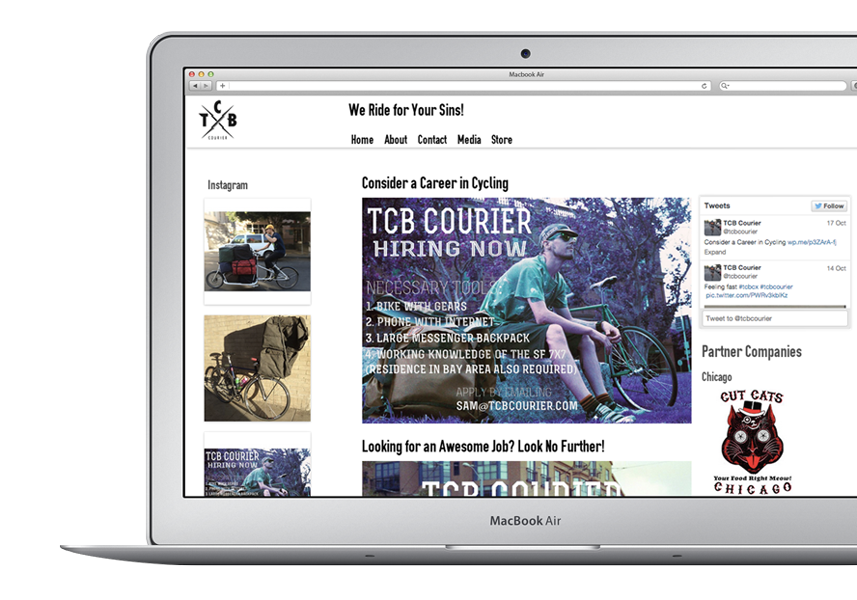 Macbook Air
T C B
COURIER
We Ride for Your Sins!
Home About Contact Media Store
Instagram
TCB COURIER
HIRING NOW
Consider a Career in Cycling
TCB COURIER
HIRING NOW
NECESSARY TOOLS:
1. BIKE WITH GEARS
2. PHONE WITH INTERNET
3. LARGE MESSENGER BACKPACK
4. WORKING KNOWLEDGE OF THE SF 7X7
(RESIDENCE IN BAY AREA ALSO REQUIRED)
APPLY BY EMAILING
SAM@TCBCOURIER.COM
Looking for an Awesome Job? Look No Further!
TCB COURIER
Tweets Follow
TCB Courier 17 Oct
@tcbcourier
Consider a Career in Cycling wp.me/p3ZArA-fj
Expand
TCB Courier 14 Oct
@tcbcourier
Feeling fast #tcbcx #tcbcourier
pic.twitter.com/PWRv3kbiKz
Tweet to @tcbcourier
Partner Companies
Chicago
CUT CATS
Your Food Right Meow!
CHICAGO
MacBook Air